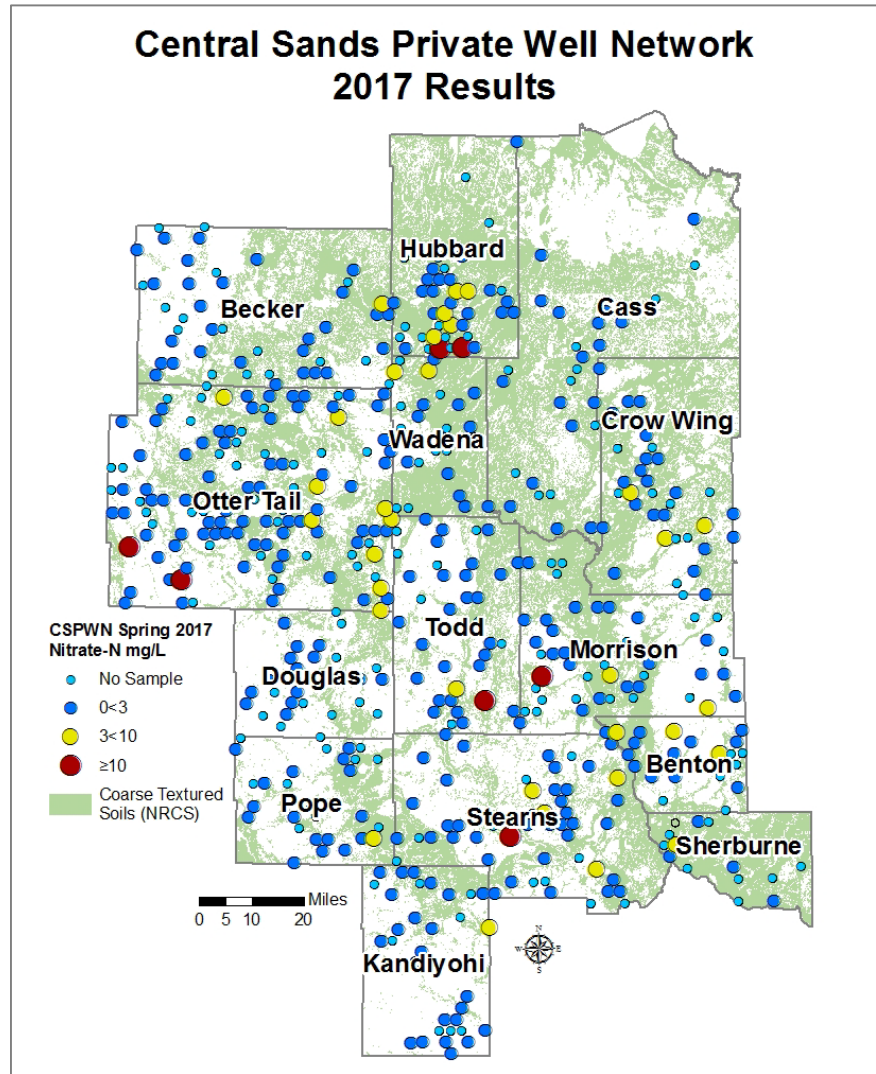 Central Sands Private Well Network
2017 Results
Hubbard
Becker
Cass
Crow Wing
Wadena
Otter Tail
CSPWN Spring 2017
Nitrate-N mg/L
No Sample
0<3
3<10
≥10
Coarse Textured
Soils (NRCS)
Todd
Morrison
Douglas
Benton
Pope
Stearns
Sherburne
Miles
0 5 10 20
N
W E
S
Kandiyohi